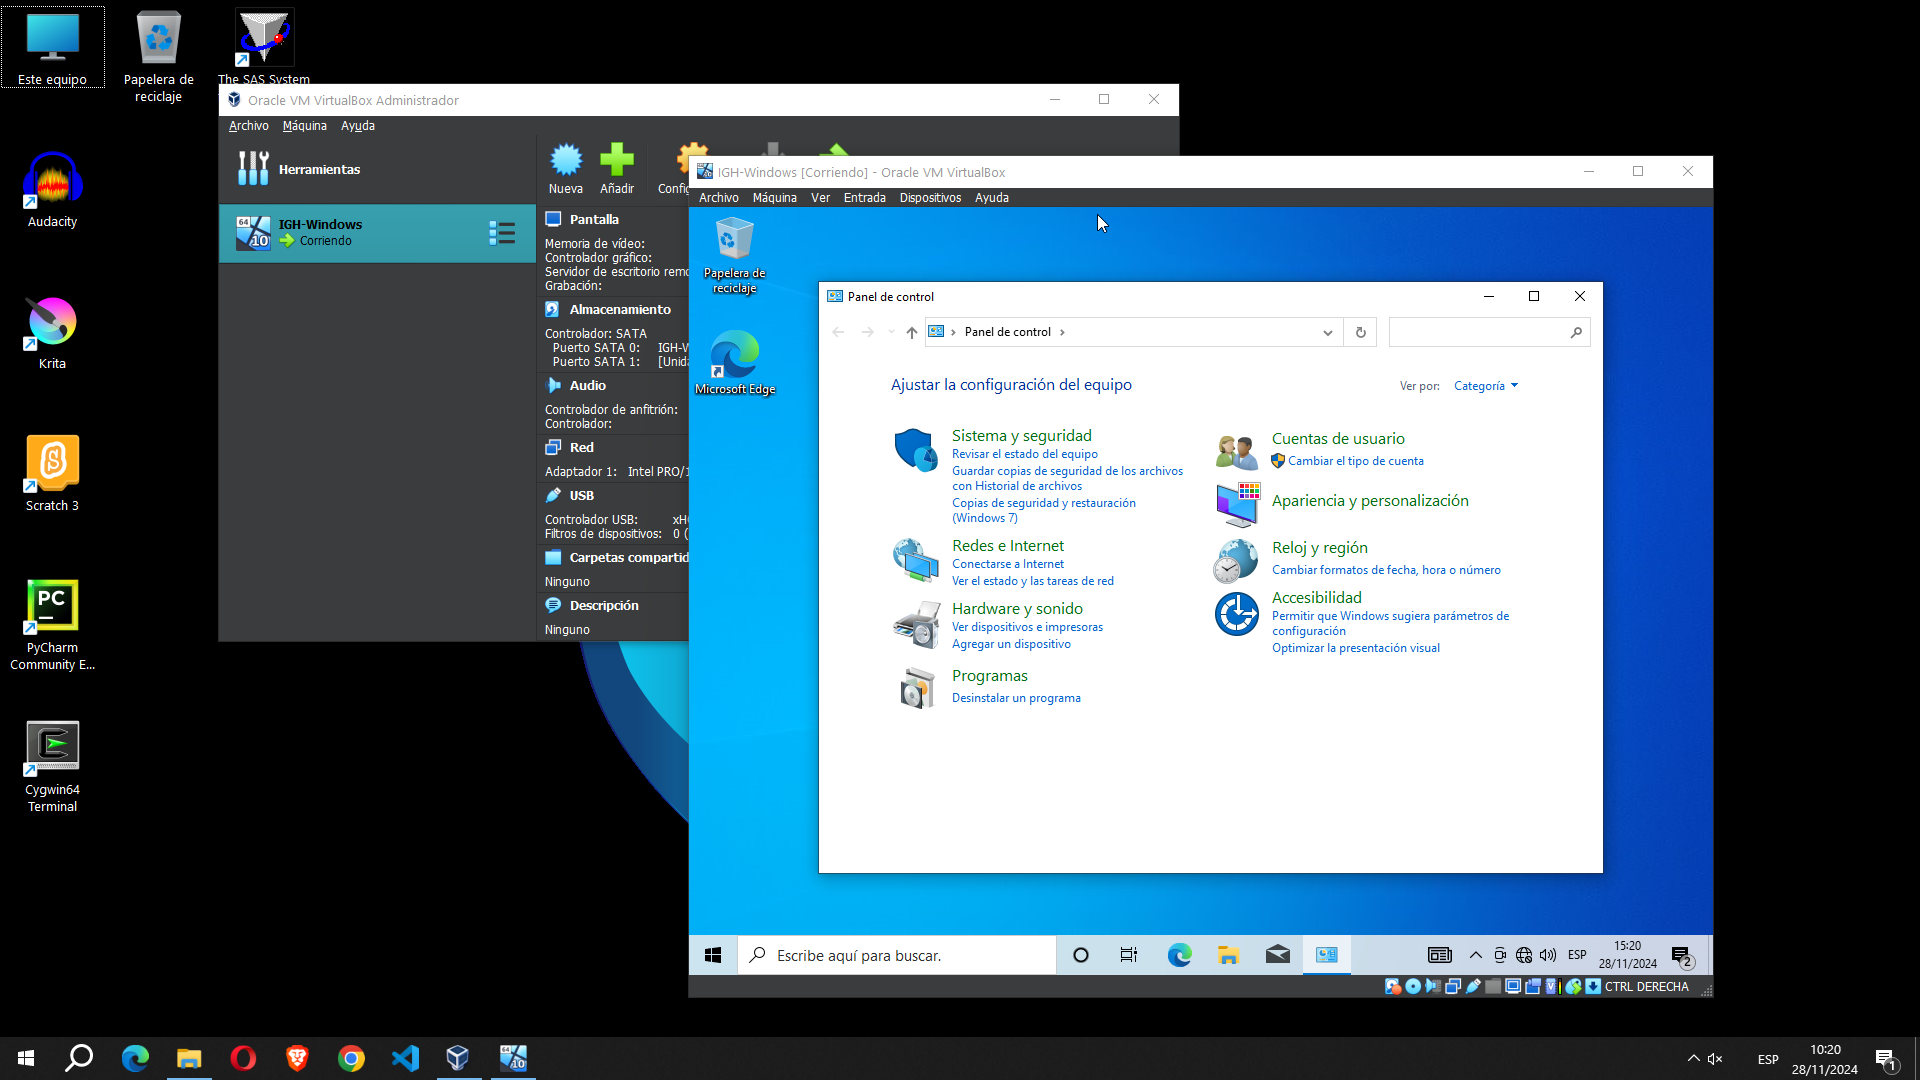 Este equipo
Papelera de
reciclaje
The SAS System
Audacity
Krita
Scratch 3
PyCharm
Community E...
Cygwin64
Terminal
Oracle VM VirtualBox Administrador
Archivo Máquina Ayuda
Herramientas
Nueva Añadir Config
64
10
IGH-Windows
Corriendo
Pantalla
Memoria de vídeo:
Controlador gráfico:
Servidor de escritorio remo
Grabación:
Almacenamiento
Controlador: SATA
Puerto SATA 0: IGH-W
Puerto SATA 1: [Unida
Audio
Controlador de anfitrión:
Controlador:
Red
Adaptador 1: Intel PRO/1
USB
Controlador USB: xH
Filtros de dispositivos: 0 (
Carpetas compartid
Ninguno
Descripción
Ninguno
IGH-Windows [Corriendo] - Oracle VM VirtualBox
Archivo Máquina Ver Entrada Dispositivos Ayuda
Papelera de
reciclaje
Microsoft Edge
Panel de control
Panel de control
Ajustar la configuración del equipo
Ver por: Categoría
Sistema y seguridad
Revisar el estado del equipo
Guardar copias de seguridad de los archivos
con Historial de archivos
Copias de seguridad y restauración
(Windows 7)
Redes e Internet
Conectarse a Internet
Ver el estado y las tareas de red
Hardware y sonido
Ver dispositivos e impresoras
Agregar un dispositivo
Programas
Desinstalar un programa
Cuentas de usuario
Cambiar el tipo de cuenta
Apariencia y personalización
Reloj y región
Cambiar formatos de fecha, hora o número
Accesibilidad
Permitir que Windows sugiera parámetros de
configuración
Optimizar la presentación visual
Escribe aquí para buscar.
ESP
15:20
28/11/2024
2
CTRL DERECHA
ESP
10:20
28/11/2024
1